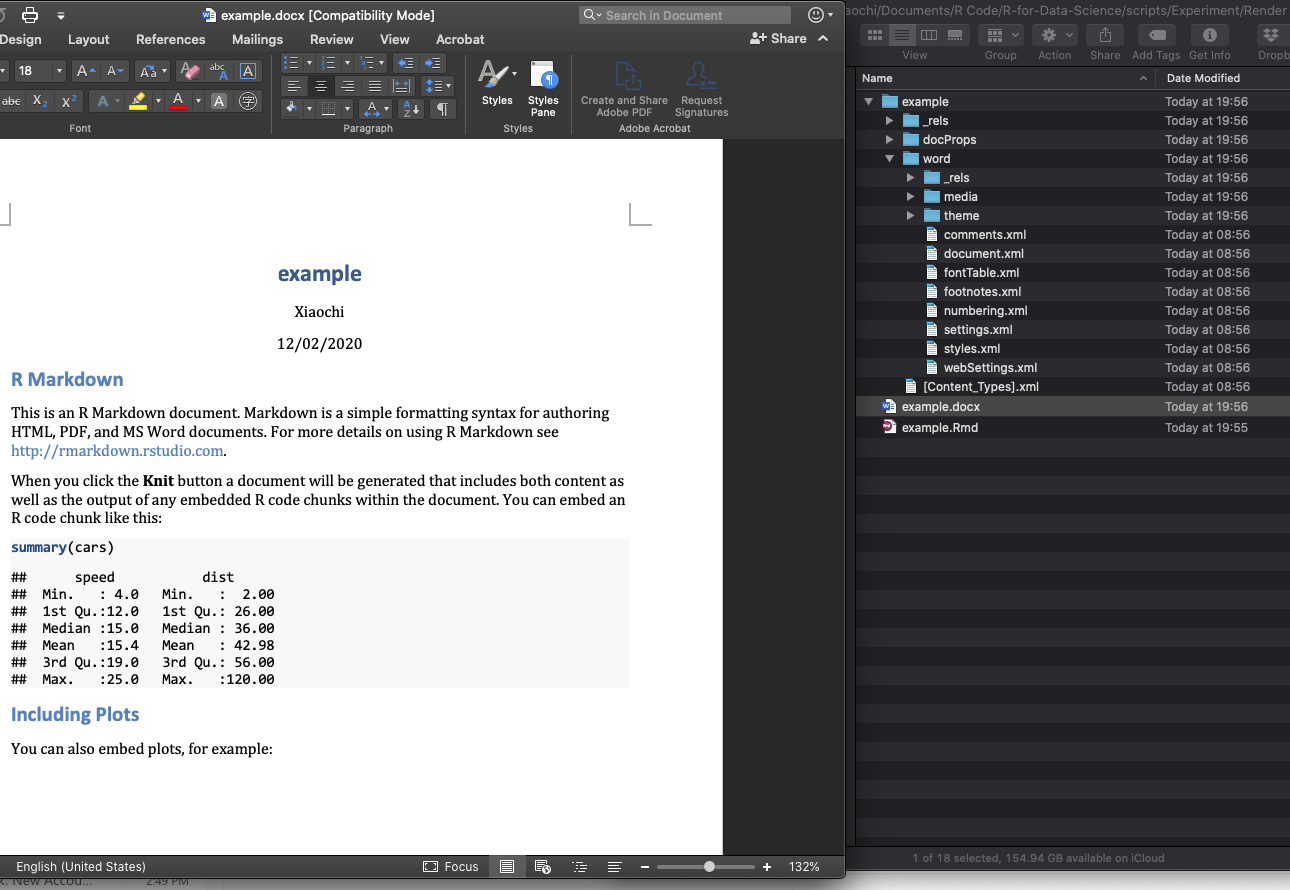 example.docx [Compatibility Mode]
Search in Document
Design Layout References Mailings Review View Acrobat
Share
18
Font
Paragraph
Styles
Styles Pane
Styles
Create and Share Adobe PDF
Request Signatures
Adobe Acrobat
example
Xiaochi
12/02/2020
R Markdown
This is an R Markdown document. Markdown is a simple formatting syntax for authoring
HTML, PDF, and MS Word documents. For more details on using R Markdown see
http://rmarkdown.rstudio.com.
When you click the Knit button a document will be generated that includes both content as
well as the output of any embedded R code chunks within the document. You can embed an
R code chunk like this:
summary(cars)
##      speed           dist
##  Min.   : 4.0   Min.   :  2.00
##  1st Qu.:12.0   1st Qu.: 26.00
##  Median :15.0   Median : 36.00
##  Mean   :15.4   Mean   : 42.98
##  3rd Qu.:19.0   3rd Qu.: 56.00
##  Max.   :25.0   Max.   :120.00
Including Plots
You can also embed plots, for example:
English (United States)
Focus
132%
2:49 PM
aochi/Documents/R Code/R-for-Data-Science/scripts/Experiment/Render
View Group Action Share Add Tags Get Info Dropb
Name Date Modified
example Today at 19:56
_rels Today at 19:56
docProps Today at 19:56
word Today at 19:56
_rels Today at 19:56
media Today at 19:56
theme Today at 19:56
comments.xml Today at 08:56
document.xml Today at 08:56
fontTable.xml Today at 08:56
footnotes.xml Today at 08:56
numbering.xml Today at 08:56
settings.xml Today at 08:56
styles.xml Today at 08:56
webSettings.xml Today at 08:56
[Content_Types].xml Today at 08:56
example.docx Today at 19:56
example.Rmd Today at 19:55
1 of 18 selected, 154.94 GB available on iCloud